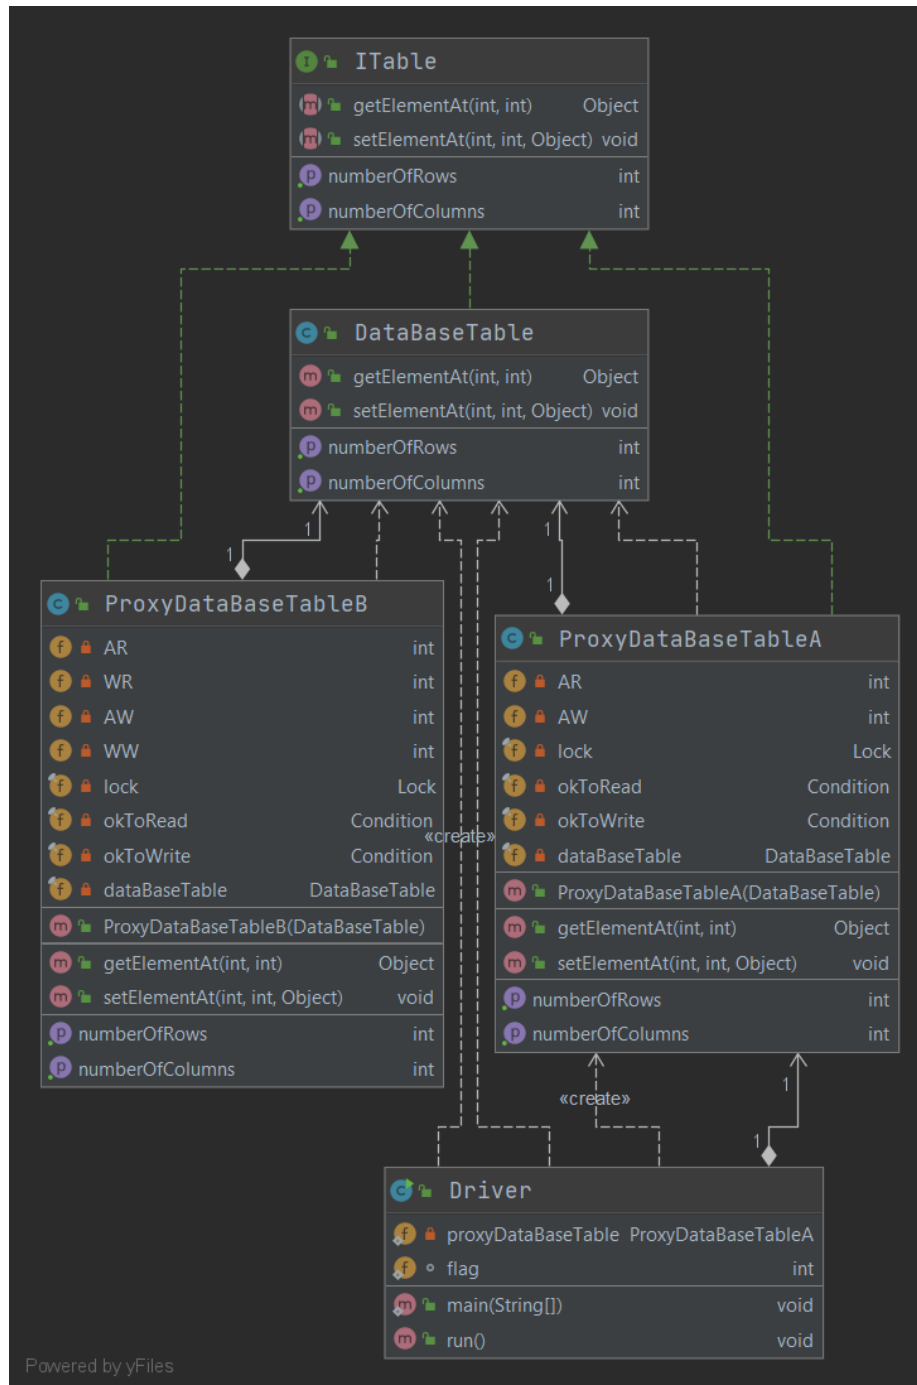 ITable
getElementAt(int, int) Object
setElementAt(int, int, Object) void
numberOfRows int
numberOfColumns int
DataBaseTable
getElementAt(int, int) Object
setElementAt(int, int, Object) void
numberOfRows int
numberOfColumns int
1
1
1
1
ProxyDataBaseTableB
AR int
WR int
AW int
WW int
lock Lock
okToRead Condition
okToWrite Condition
dataBaseTable DataBaseTable
ProxyDataBaseTableB(DataBaseTable)
getElementAt(int, int) Object
setElementAt(int, int, Object) void
numberOfRows int
numberOfColumns int
«create»
ProxyDataBaseTableA
AR int
AW int
lock Lock
okToRead Condition
okToWrite Condition
dataBaseTable DataBaseTable
ProxyDataBaseTableA(DataBaseTable)
getElementAt(int, int) Object
setElementAt(int, int, Object) void
numberOfRows int
numberOfColumns int
1
«create»
1
Driver
proxyDataBaseTable ProxyDataBaseTableA
flag int
main(String[]) void
run() void
Powered by yFiles